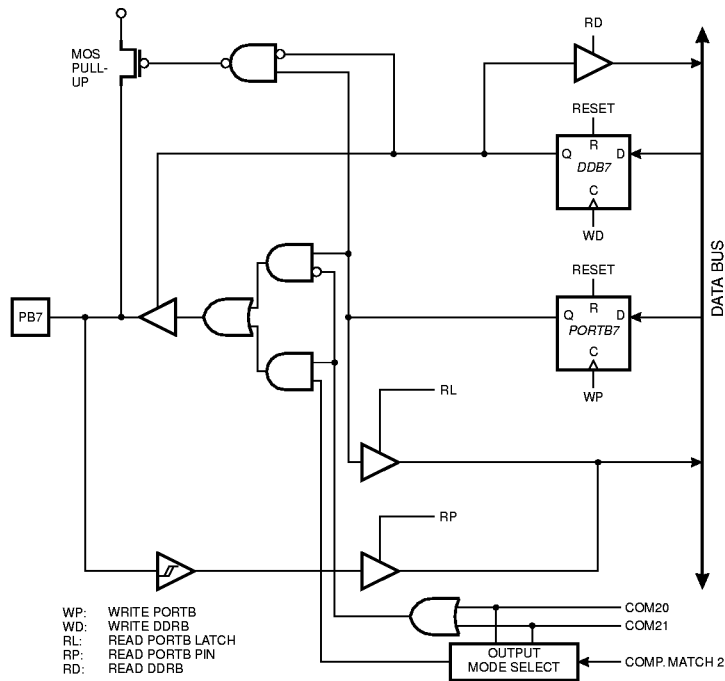 RD
MOS
PULL-
UP
RESET
Q
R
D
DDB7
C
WD
DATA BUS
RESET
PB7
Q
R
D
PORTB7
C
WP
RL
RP
WP: WRITE PORTB
WD: WRITE DDRB
RL: READ PORTB LATCH
RP: READ PORTB PIN
RD: READ DDRB
COM20
COM21
OUTPUT
MODE SELECT
COMP. MATCH 2